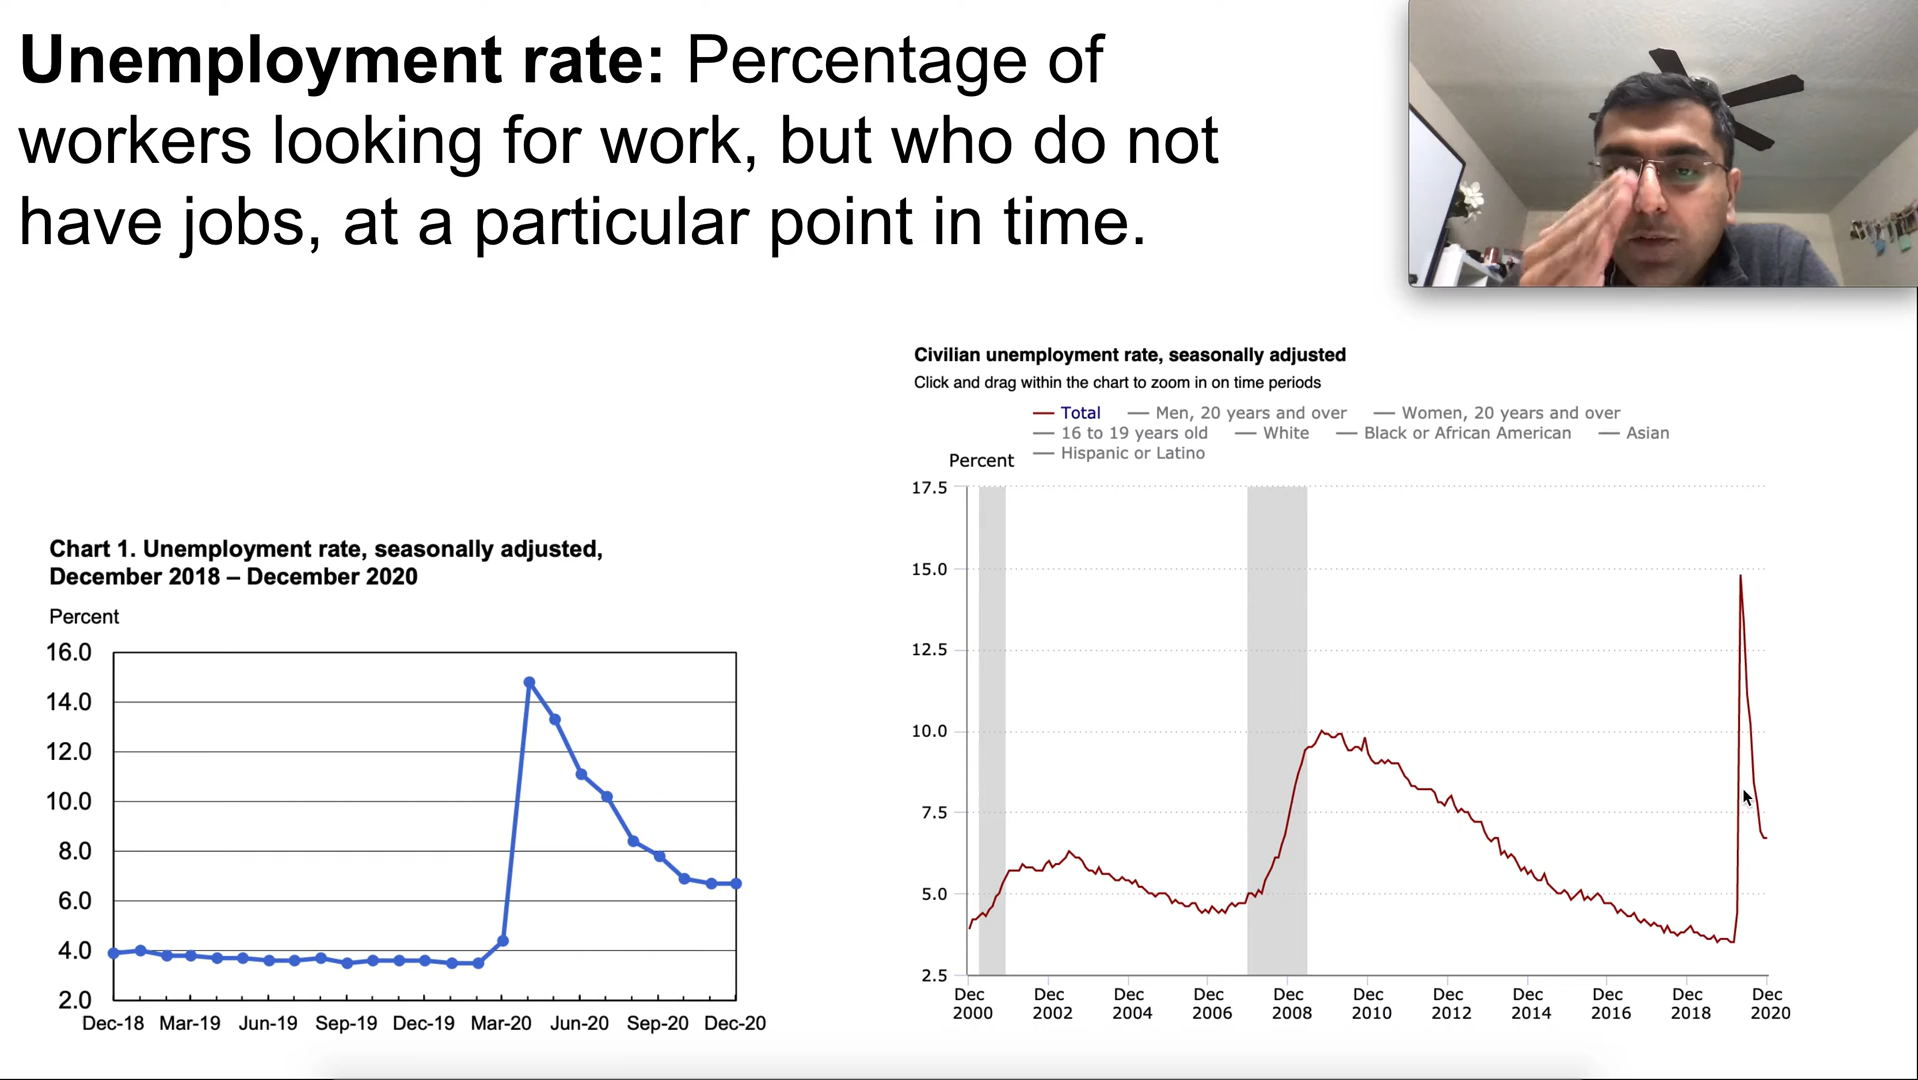 Unemployment rate: Percentage of
workers looking for work, but who do not
have jobs, at a particular point in time.
Chart 1. Unemployment rate, seasonally adjusted,
December 2018 – December 2020
Percent
16.0
14.0
12.0
10.0
8.0
6.0
4.0
2.0
Dec-18 Mar-19 Jun-19 Sep-19 Dec-19 Mar-20 Jun-20 Sep-20 Dec-20
Civilian unemployment rate, seasonally adjusted
Click and drag within the chart to zoom in on time periods
Total Men, 20 years and over Women, 20 years and over
16 to 19 years old White Black or African American Asian
Hispanic or Latino
Percent
17.5
15.0
12.5
10.0
7.5
5.0
2.5
Dec Dec Dec Dec Dec Dec Dec Dec Dec Dec Dec
2000 2002 2004 2006 2008 2010 2012 2014 2016 2018 2020